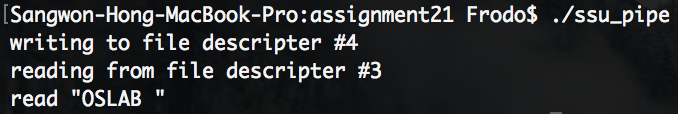 [Sangwon-Hong-MacBook-Pro:assignment21 Frodo$ ./ssu_pipe
writing to file descripter #4
reading from file descripter #3
read "OSLAB "